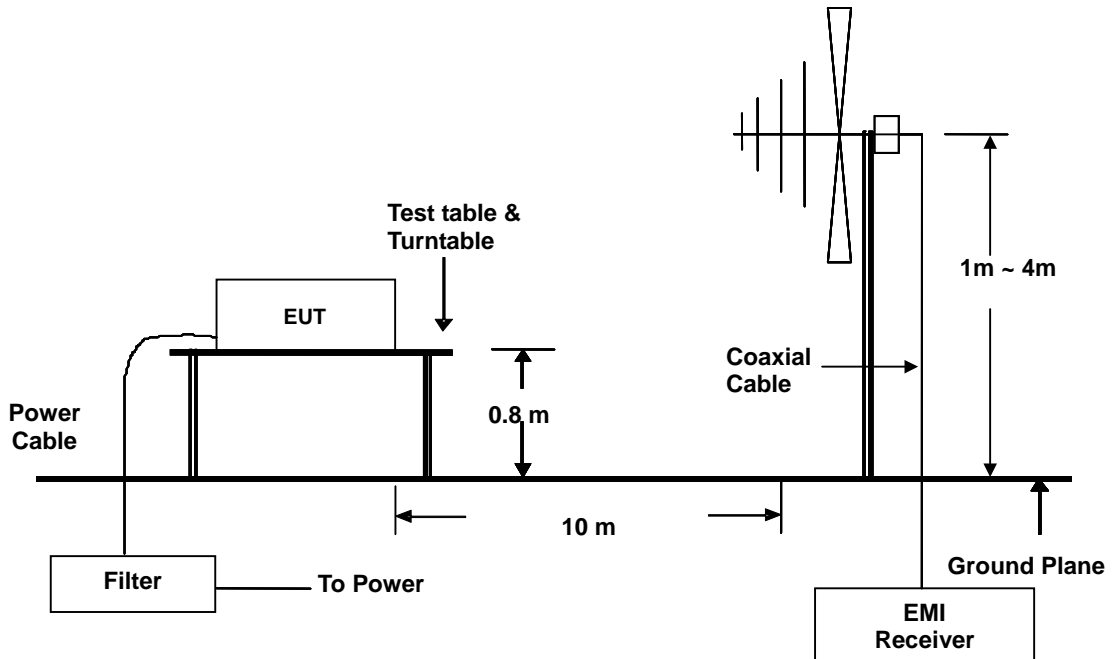 Test table &
Turntable
1m ~ 4m
EUT
Coaxial
Cable
0.8 m
Power
Cable
10 m
Ground Plane
Filter
To Power
EMI
Receiver